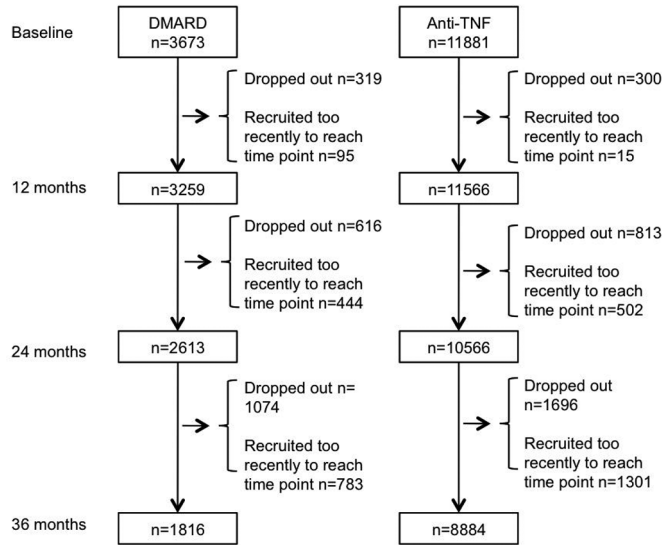 Baseline
DMARD
n=3673
Anti-TNF
n=11881
Dropped out n=319
Recruited too
recently to reach
time point n=95
Dropped out n=300
Recruited too
recently to reach
time point n=15
12 months
n=3259
n=11566
Dropped out n=616
Recruited too
recently to reach
time point n=444
Dropped out n=813
Recruited too
recently to reach
time point n=502
24 months
n=2613
n=10566
Dropped out n=
1074
Recruited too
recently to reach
time point n=783
Dropped out
n=1696
Recruited too
recently to reach
time point n=1301
36 months
n=1816
n=8884